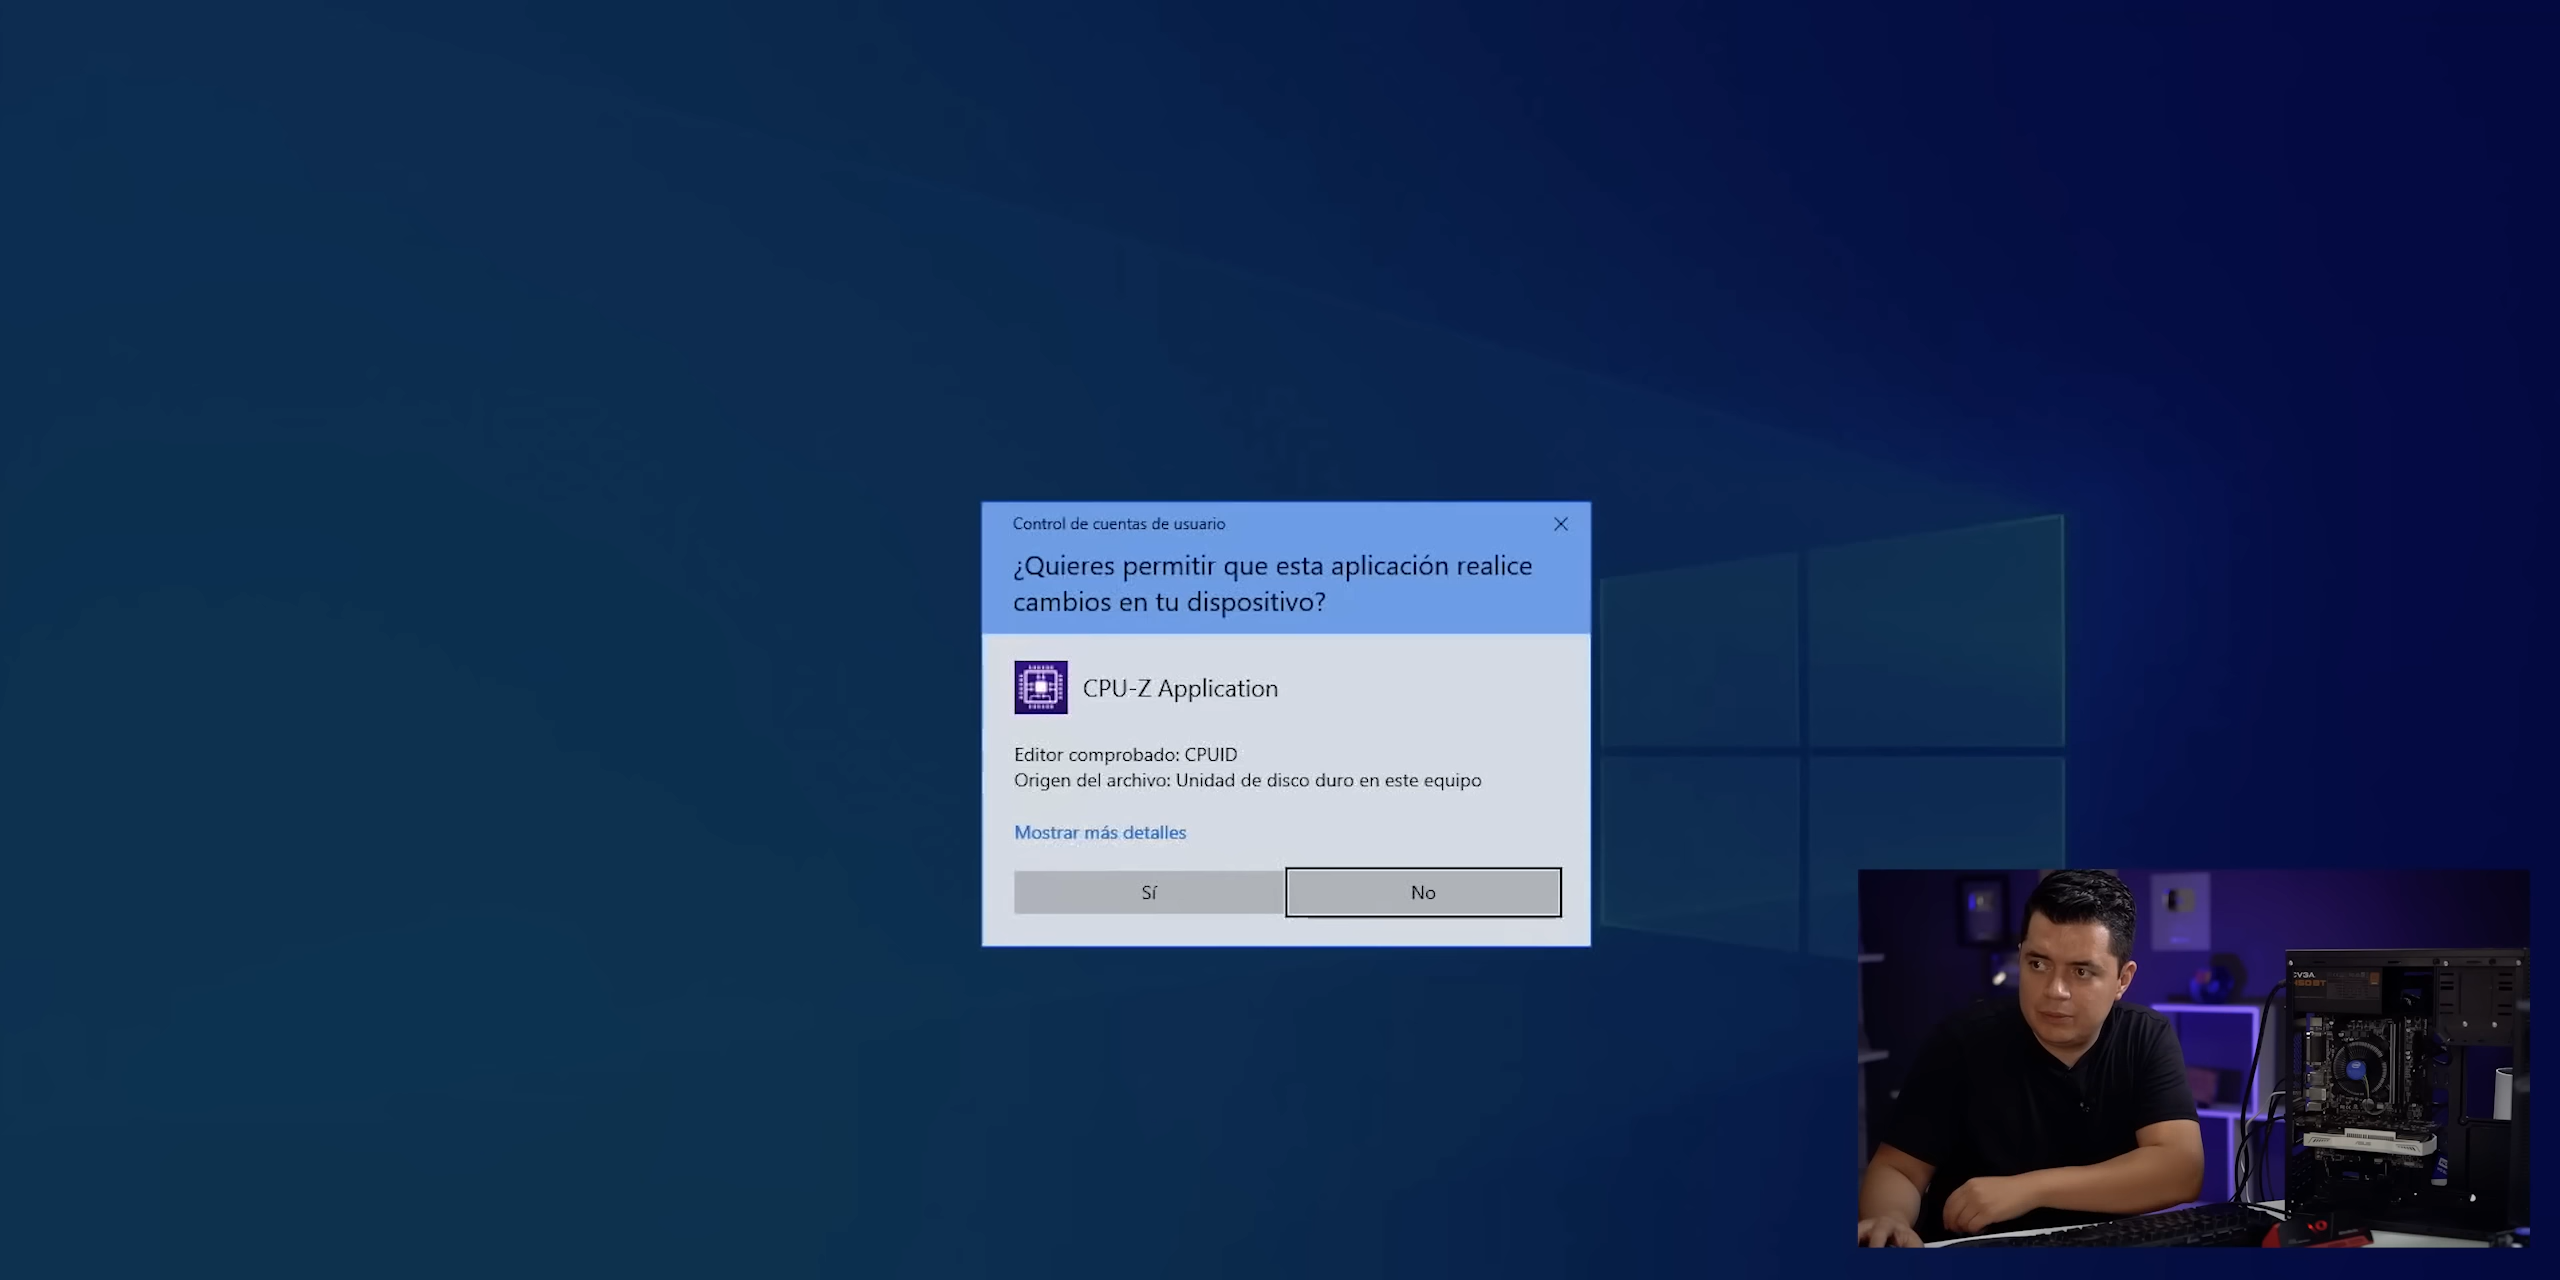 Control de cuentas de usuario
¿Quieres permitir que esta aplicación realice
cambios en tu dispositivo?
CPU-Z Application
Editor comprobado: CPUID
Origen del archivo: Unidad de disco duro en este equipo
Mostrar más detalles
Sí
No